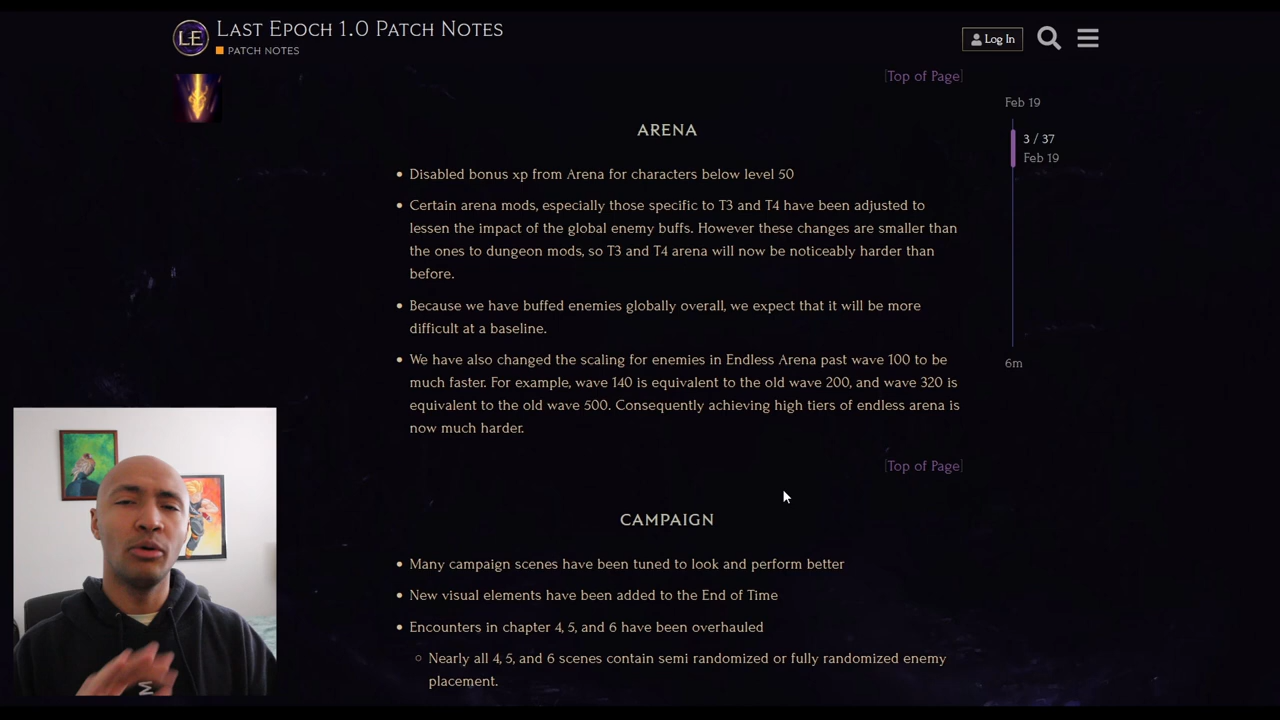 LE
Last Epoch 1.0 Patch Notes
PATCH NOTES
Log In
[Top of Page]
Feb 19
3 / 37
Feb 19
6m
ARENA
• Disabled bonus xp from Arena for characters below level 50
• Certain arena mods, especially those specific to T3 and T4 have been adjusted to
lessen the impact of the global enemy buffs. However these changes are smaller than
the ones to dungeon mods, so T3 and T4 arena will now be noticeably harder than
before.
• Because we have buffed enemies globally overall, we expect that it will be more
difficult at a baseline.
• We have also changed the scaling for enemies in Endless Arena past wave 100 to be
much faster. For example, wave 140 is equivalent to the old wave 200, and wave 320 is
equivalent to the old wave 500. Consequently achieving high tiers of endless arena is
now much harder.
[Top of Page]
CAMPAIGN
• Many campaign scenes have been tuned to look and perform better
• New visual elements have been added to the End of Time
• Encounters in chapter 4, 5, and 6 have been overhauled
○ Nearly all 4, 5, and 6 scenes contain semi randomized or fully randomized enemy
placement.